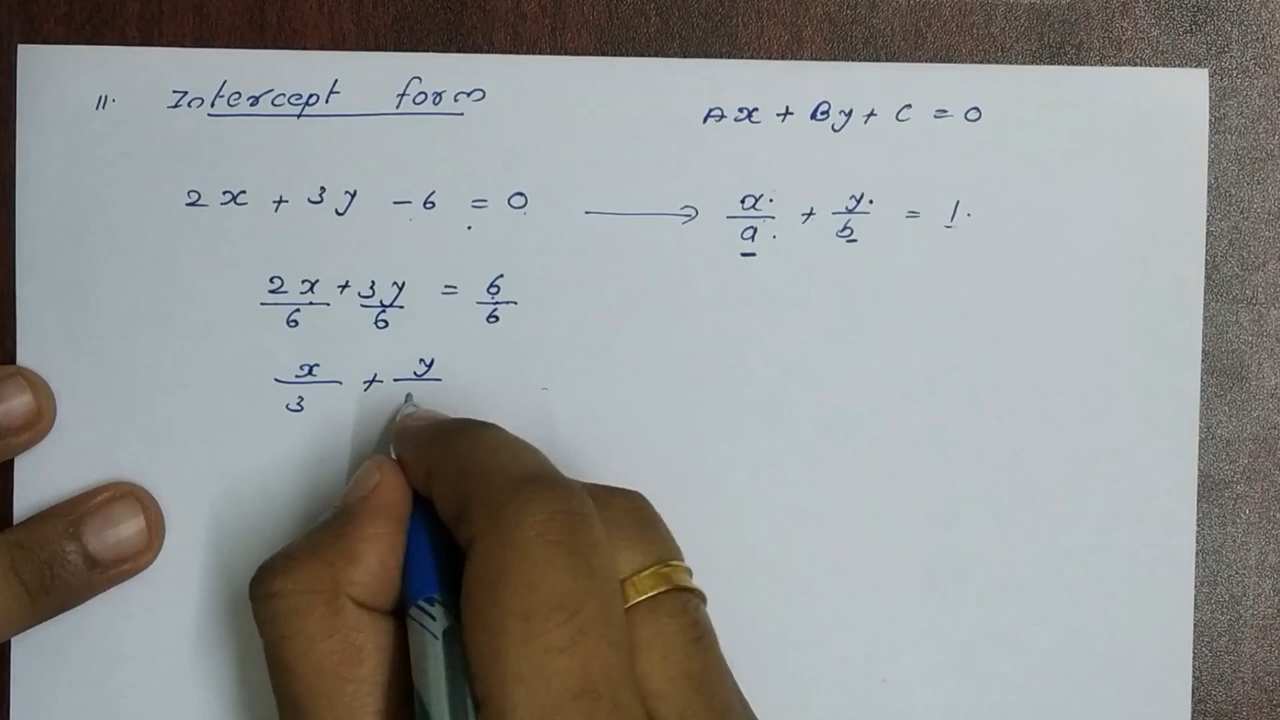 11. Intercept form
Ax + By + C = 0
2x + 3y - 6 = 0 ⟶ x/a + y/b = 1.
2x/6 + 3y/6 = 6/6
x/3 + y/